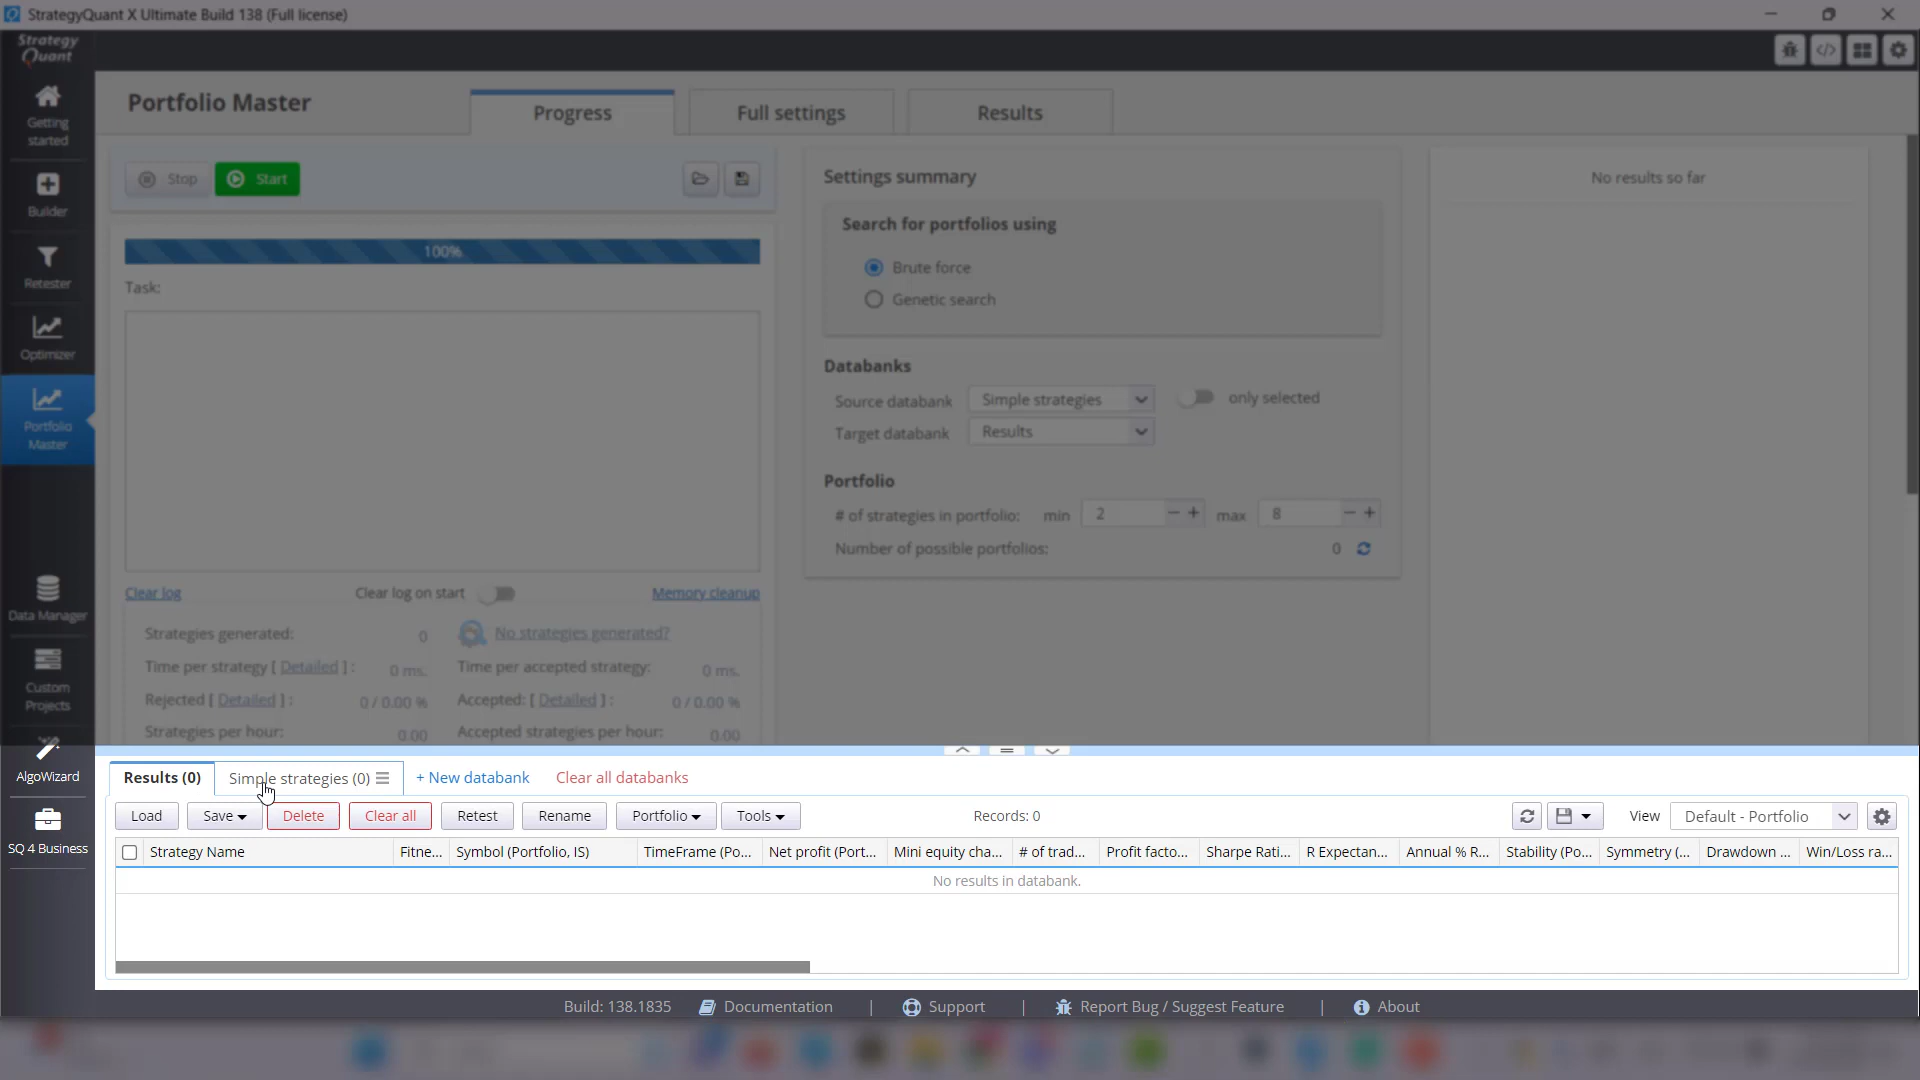 StrategyQuant X Ultimate Build 138 (Full license)
Strategy
Quant
Getting
started
Builder
Retester
Optimizer
Portfolio
Master
Data Manager
Custom
Projects
AlgoWizard
SQ 4 Business
Portfolio Master
Progress
Full settings
Results
Stop
Start
100%
Task:
Clear log
Clear log on start
Memory cleanup
Strategies generated: 0
No strategies generated?
Time per strategy [ Detailed ] : 0 ms.
Time per accepted strategy: 0 ms.
Rejected [ Detailed ] : 0 / 0.00 %
Accepted: [ Detailed ] : 0 / 0.00 %
Strategies per hour: 0.00
Accepted strategies per hour: 0.00
Settings summary
Search for portfolios using
Brute force
Genetic search
Databanks
Source databank Simple strategies only selected
Target databank Results
Portfolio
# of strategies in portfolio: min 2 − + max 8 − +
Number of possible portfolios: 0
No results so far
Results (0) Simple strategies (0) + New databank Clear all databanks
Load Save Delete Clear all Retest Rename Portfolio Tools Records: 0 View Default - Portfolio
Strategy Name Fitne... Symbol (Portfolio, IS) TimeFrame (Po... Net profit (Port... Mini equity cha... # of trad... Profit facto... Sharpe Rati... R Expectan... Annual % R... Stability (Po... Symmetry (... Drawdown ... Win/Loss ra...
No results in databank.
Build: 138.1835 Documentation | Support | Report Bug / Suggest Feature | About